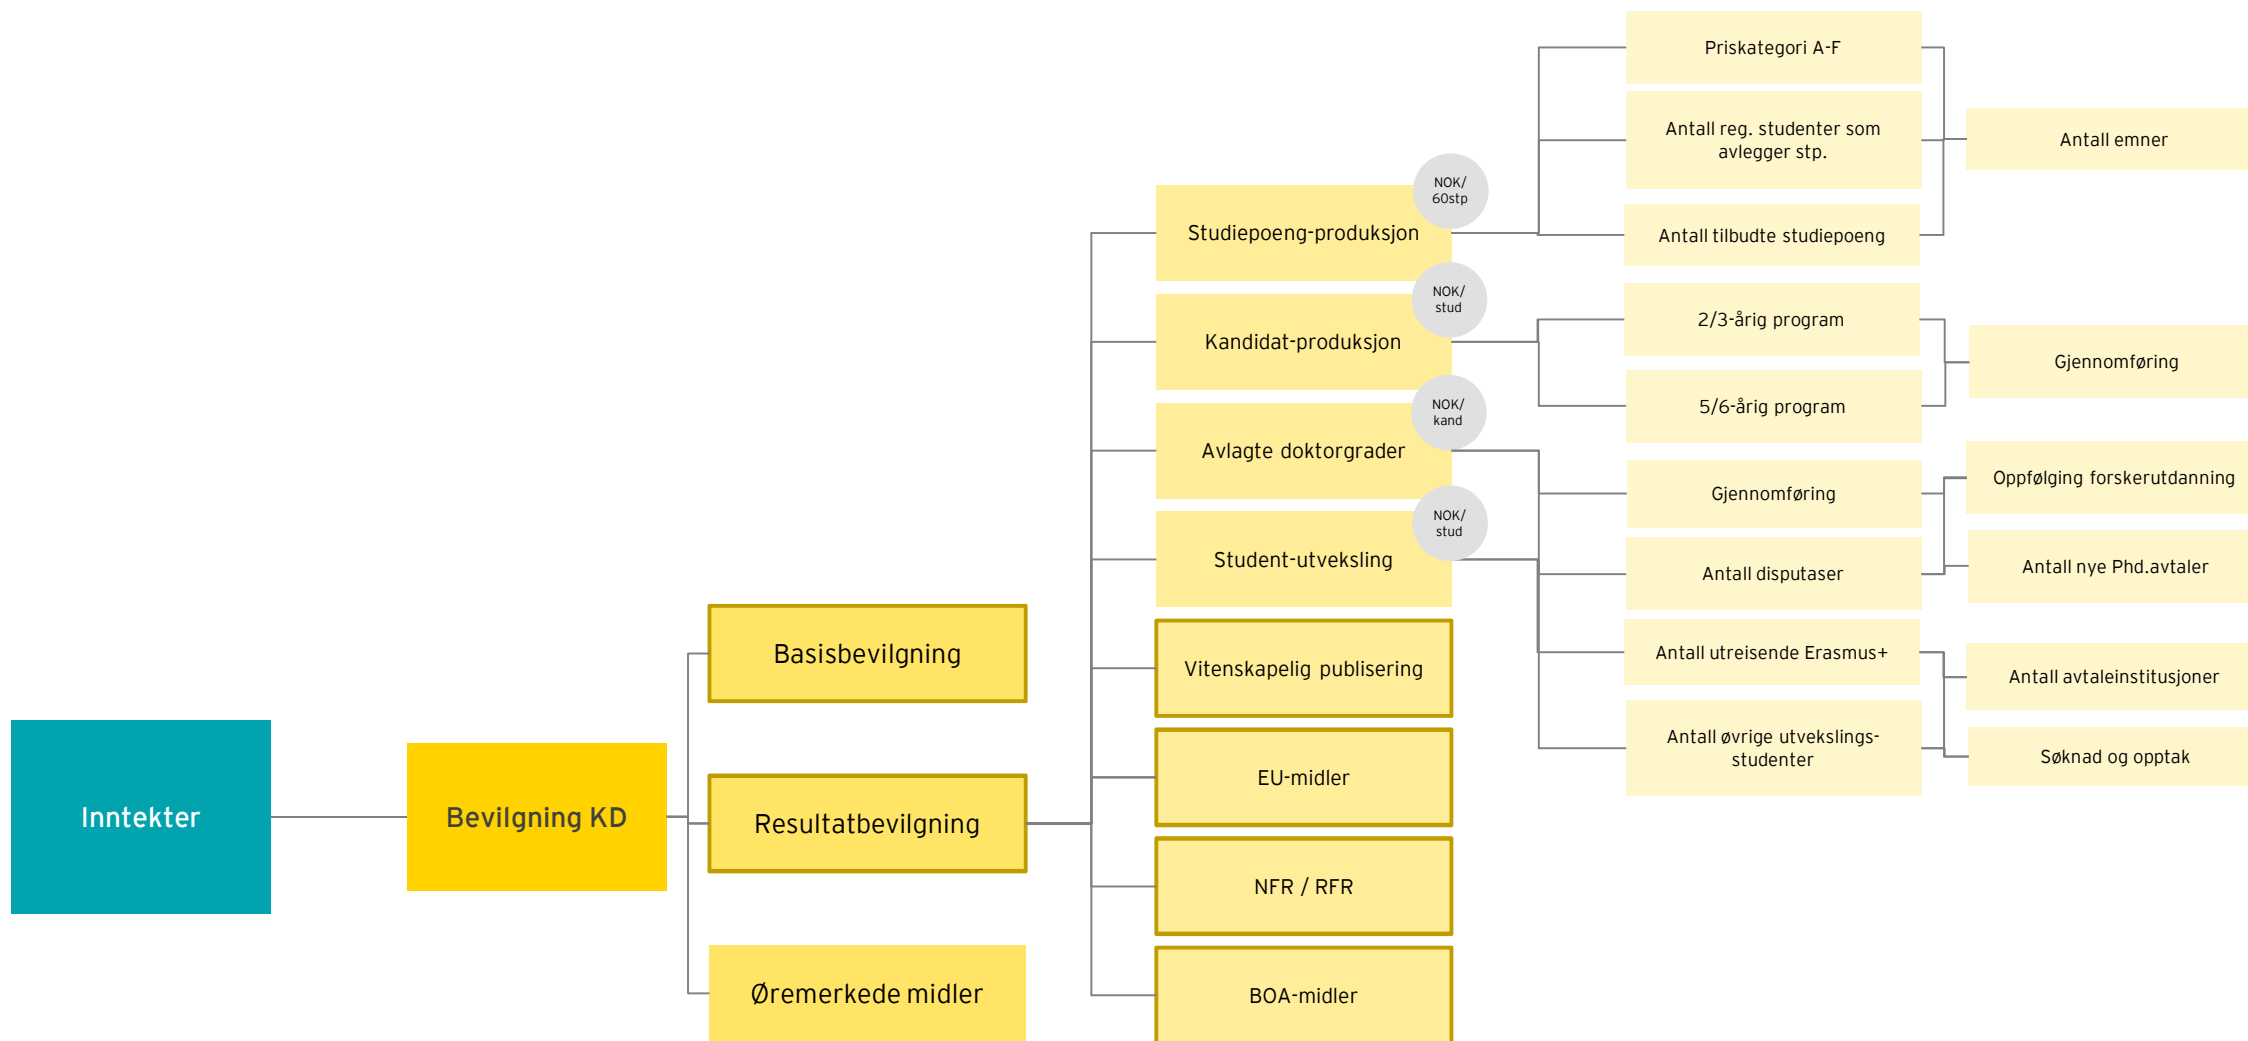 Inntekter
Bevilgning KD
Basisbevilgning
Resultatbevilgning
Øremerkede midler
NOK/
60stp
Studiepoeng-produksjon
NOK/
stud
Kandidat-produksjon
NOK/
kand
Avlagte doktorgrader
NOK/
stud
Student-utveksling
Vitenskapelig publisering
EU-midler
NFR / RFR
BOA-midler
Priskategori A-F
Antall reg. studenter som
avlegger stp.
Antall tilbudte studiepoeng
2/3-årig program
5/6-årig program
Gjennomføring
Antall disputaser
Antall utreisende Erasmus+
Antall øvrige utvekslings-
studenter
Antall emner
Gjennomføring
Oppfølging forskerutdanning
Antall nye Phd.avtaler
Antall avtaleinstitusjoner
Søknad og opptak